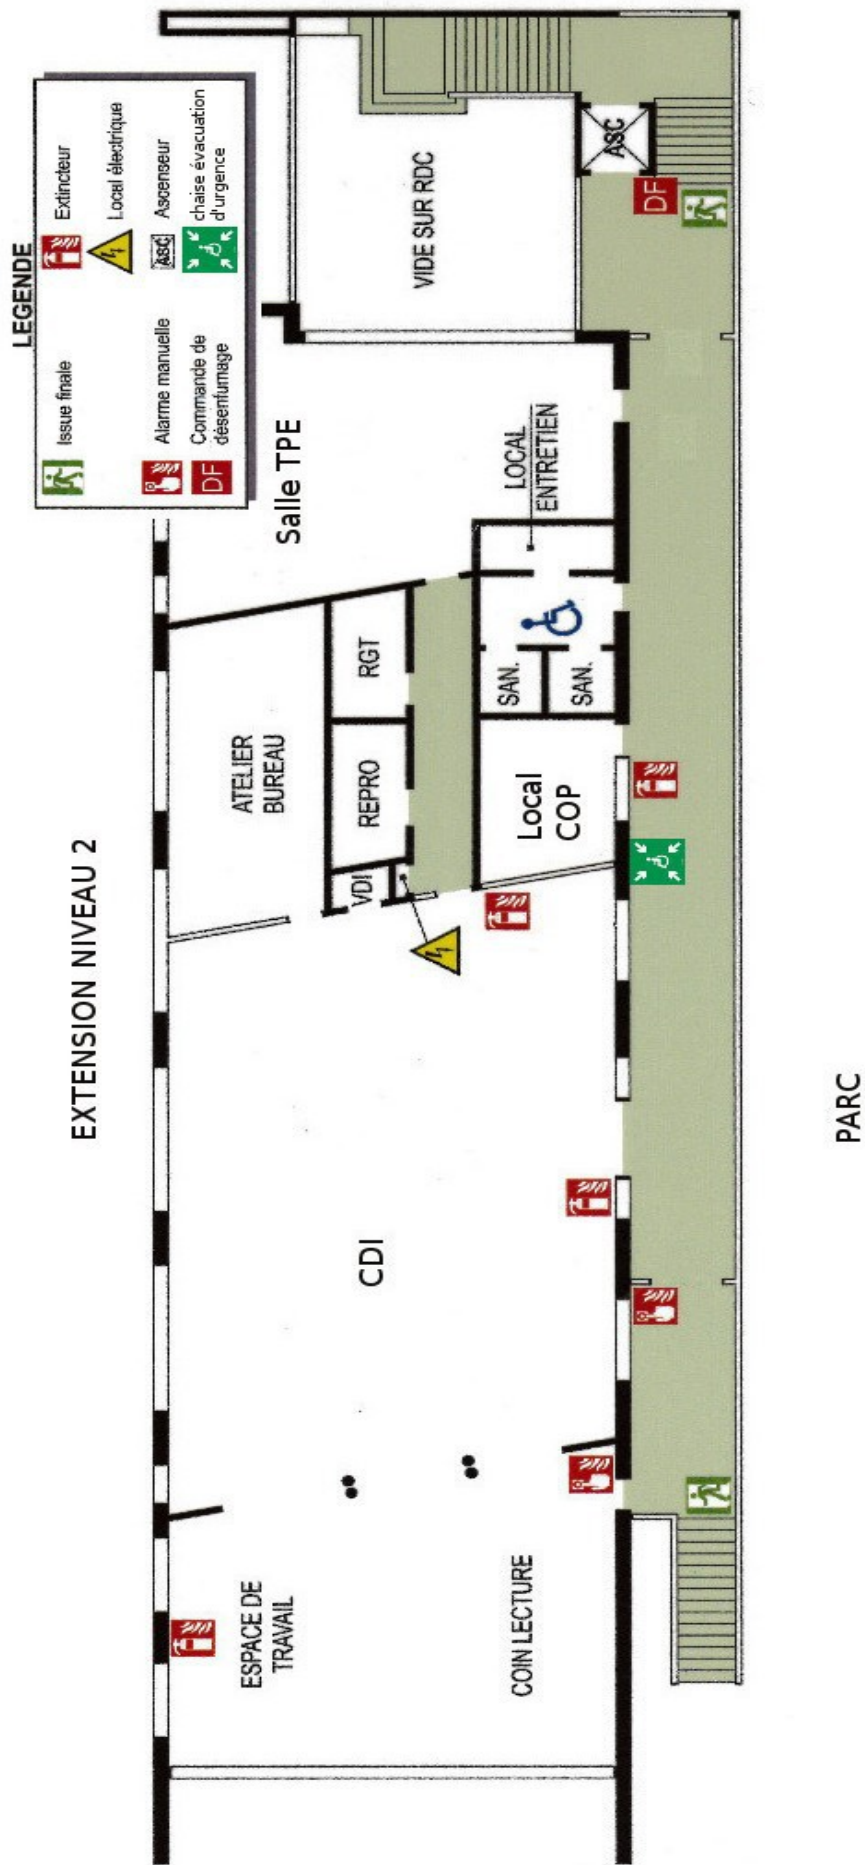 EXTENSION NIVEAU 2
LEGENDE
Issue finale
Extincteur
Local électrique
Alarme manuelle
ASC
Ascenseur
DF
Commande de
désenfumage
chaise évacuation
d'urgence
ESPACE DE
TRAVAIL
COIN LECTURE
CDI
ATELIER
BUREAU
VDI
REPRO
RGT
Local
COP
SAN.
SAN.
LOCAL
ENTRETIEN
Salle TPE
VIDE SUR RDC
DF
ASC
PARC